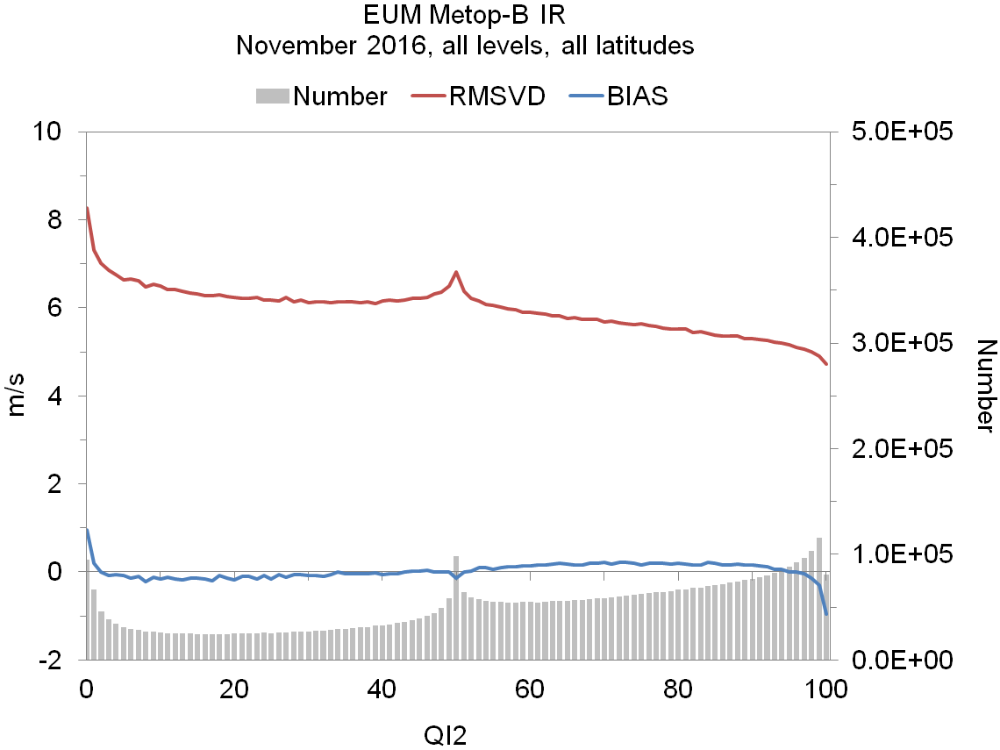 EUM Metop-B IR
November 2016, all levels, all latitudes
Number RMSVD BIAS
10 5.0E+05
8 4.0E+05
6 3.0E+05
4 2.0E+05
2 1.0E+05
0 0.0E+00
-2
m/s
Number
0 20 40 60 80 100
QI2